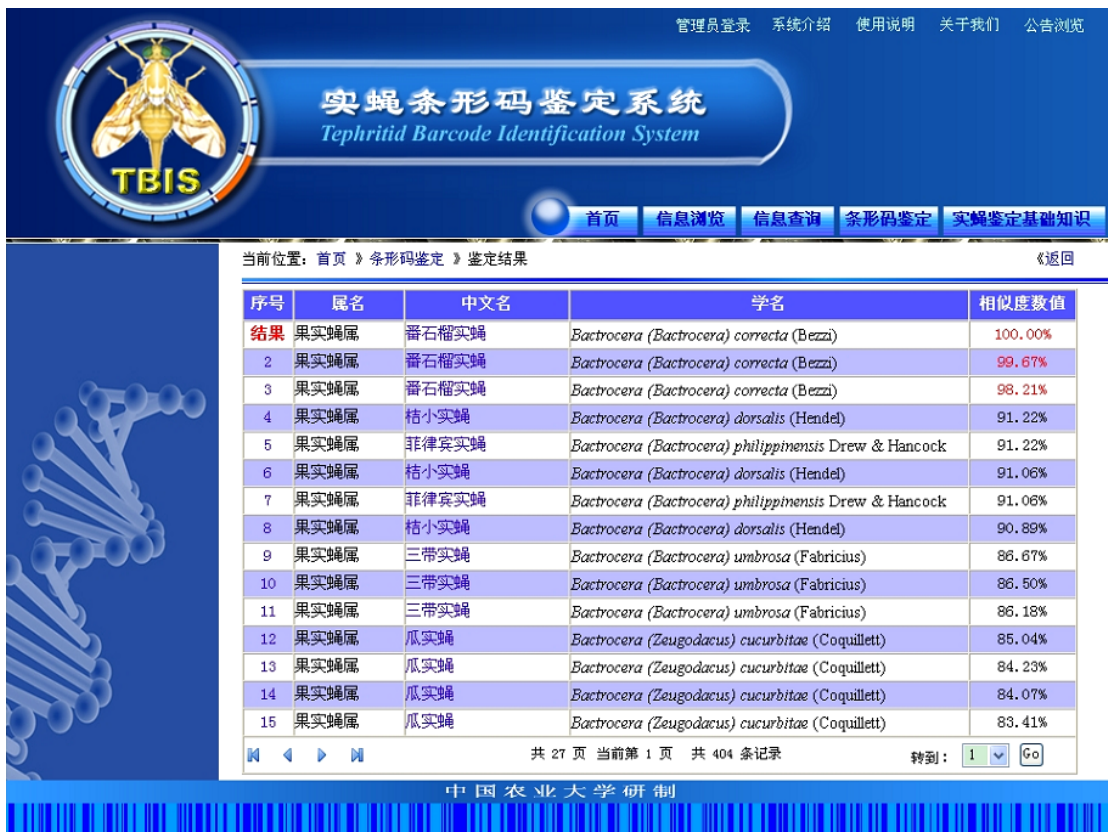 管理员登录 系统介绍 使用说明 关于我们 公告浏览
实蝇条形码鉴定系统
Tephritid Barcode Identification System
TBIS
首页 信息浏览 信息查询 条形码鉴定 实蝇鉴定基础知识
当前位置：首页 》条形码鉴定 》鉴定结果 《返回
序号 属名 中文名 学名 相似度数值
结果 果实蝇属 番石榴实蝇 Bactrocera (Bactrocera) correcta (Bezzi) 100.00%
2 果实蝇属 番石榴实蝇 Bactrocera (Bactrocera) correcta (Bezzi) 99.67%
3 果实蝇属 番石榴实蝇 Bactrocera (Bactrocera) correcta (Bezzi) 98.21%
4 果实蝇属 桔小实蝇 Bactrocera (Bactrocera) dorsalis (Hendel) 91.22%
5 果实蝇属 菲律宾实蝇 Bactrocera (Bactrocera) philippinensis Drew & Hancock 91.22%
6 果实蝇属 桔小实蝇 Bactrocera (Bactrocera) dorsalis (Hendel) 91.06%
7 果实蝇属 菲律宾实蝇 Bactrocera (Bactrocera) philippinensis Drew & Hancock 91.06%
8 果实蝇属 桔小实蝇 Bactrocera (Bactrocera) dorsalis (Hendel) 90.89%
9 果实蝇属 三带实蝇 Bactrocera (Bactrocera) umbrosa (Fabricius) 86.67%
10 果实蝇属 三带实蝇 Bactrocera (Bactrocera) umbrosa (Fabricius) 86.50%
11 果实蝇属 三带实蝇 Bactrocera (Bactrocera) umbrosa (Fabricius) 86.18%
12 果实蝇属 瓜实蝇 Bactrocera (Zeugodacus) cucurbitae (Coquillett) 85.04%
13 果实蝇属 瓜实蝇 Bactrocera (Zeugodacus) cucurbitae (Coquillett) 84.23%
14 果实蝇属 瓜实蝇 Bactrocera (Zeugodacus) cucurbitae (Coquillett) 84.07%
15 果实蝇属 瓜实蝇 Bactrocera (Zeugodacus) cucurbitae (Coquillett) 83.41%
共 27 页 当前第 1 页 共 404 条记录 转到： 1 Go
中国农业大学研制